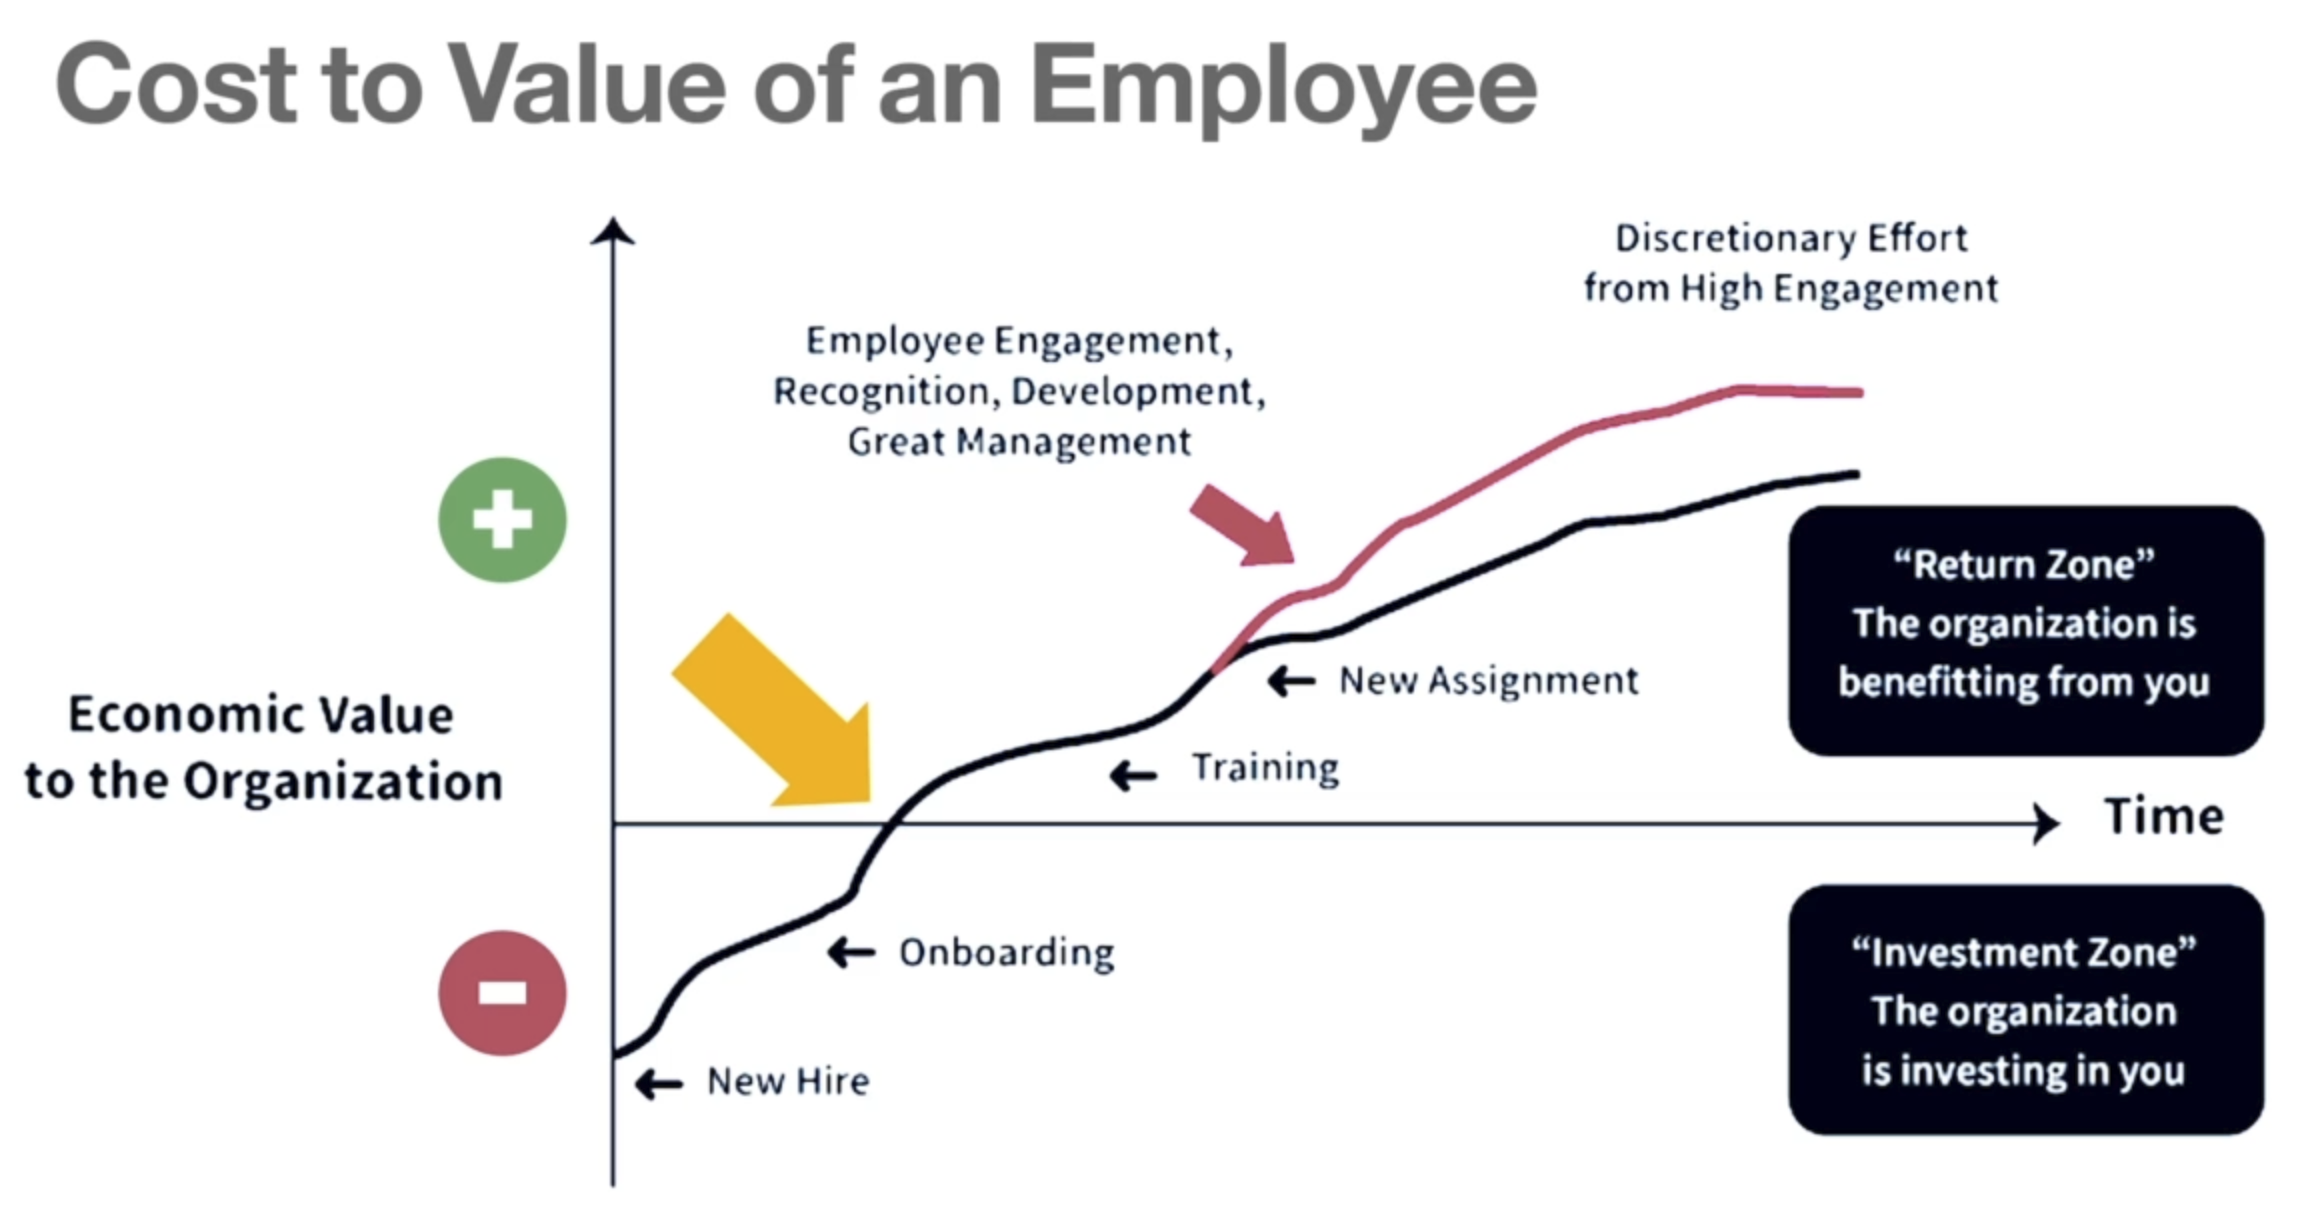 Cost to Value of an Employee
Discretionary Effort
from High Engagement
Employee Engagement,
Recognition, Development,
Great Management
“Return Zone”
The organization is
benefitting from you
New Assignment
Economic Value
to the Organization
Training
Time
Onboarding
“Investment Zone”
The organization
is investing in you
New Hire